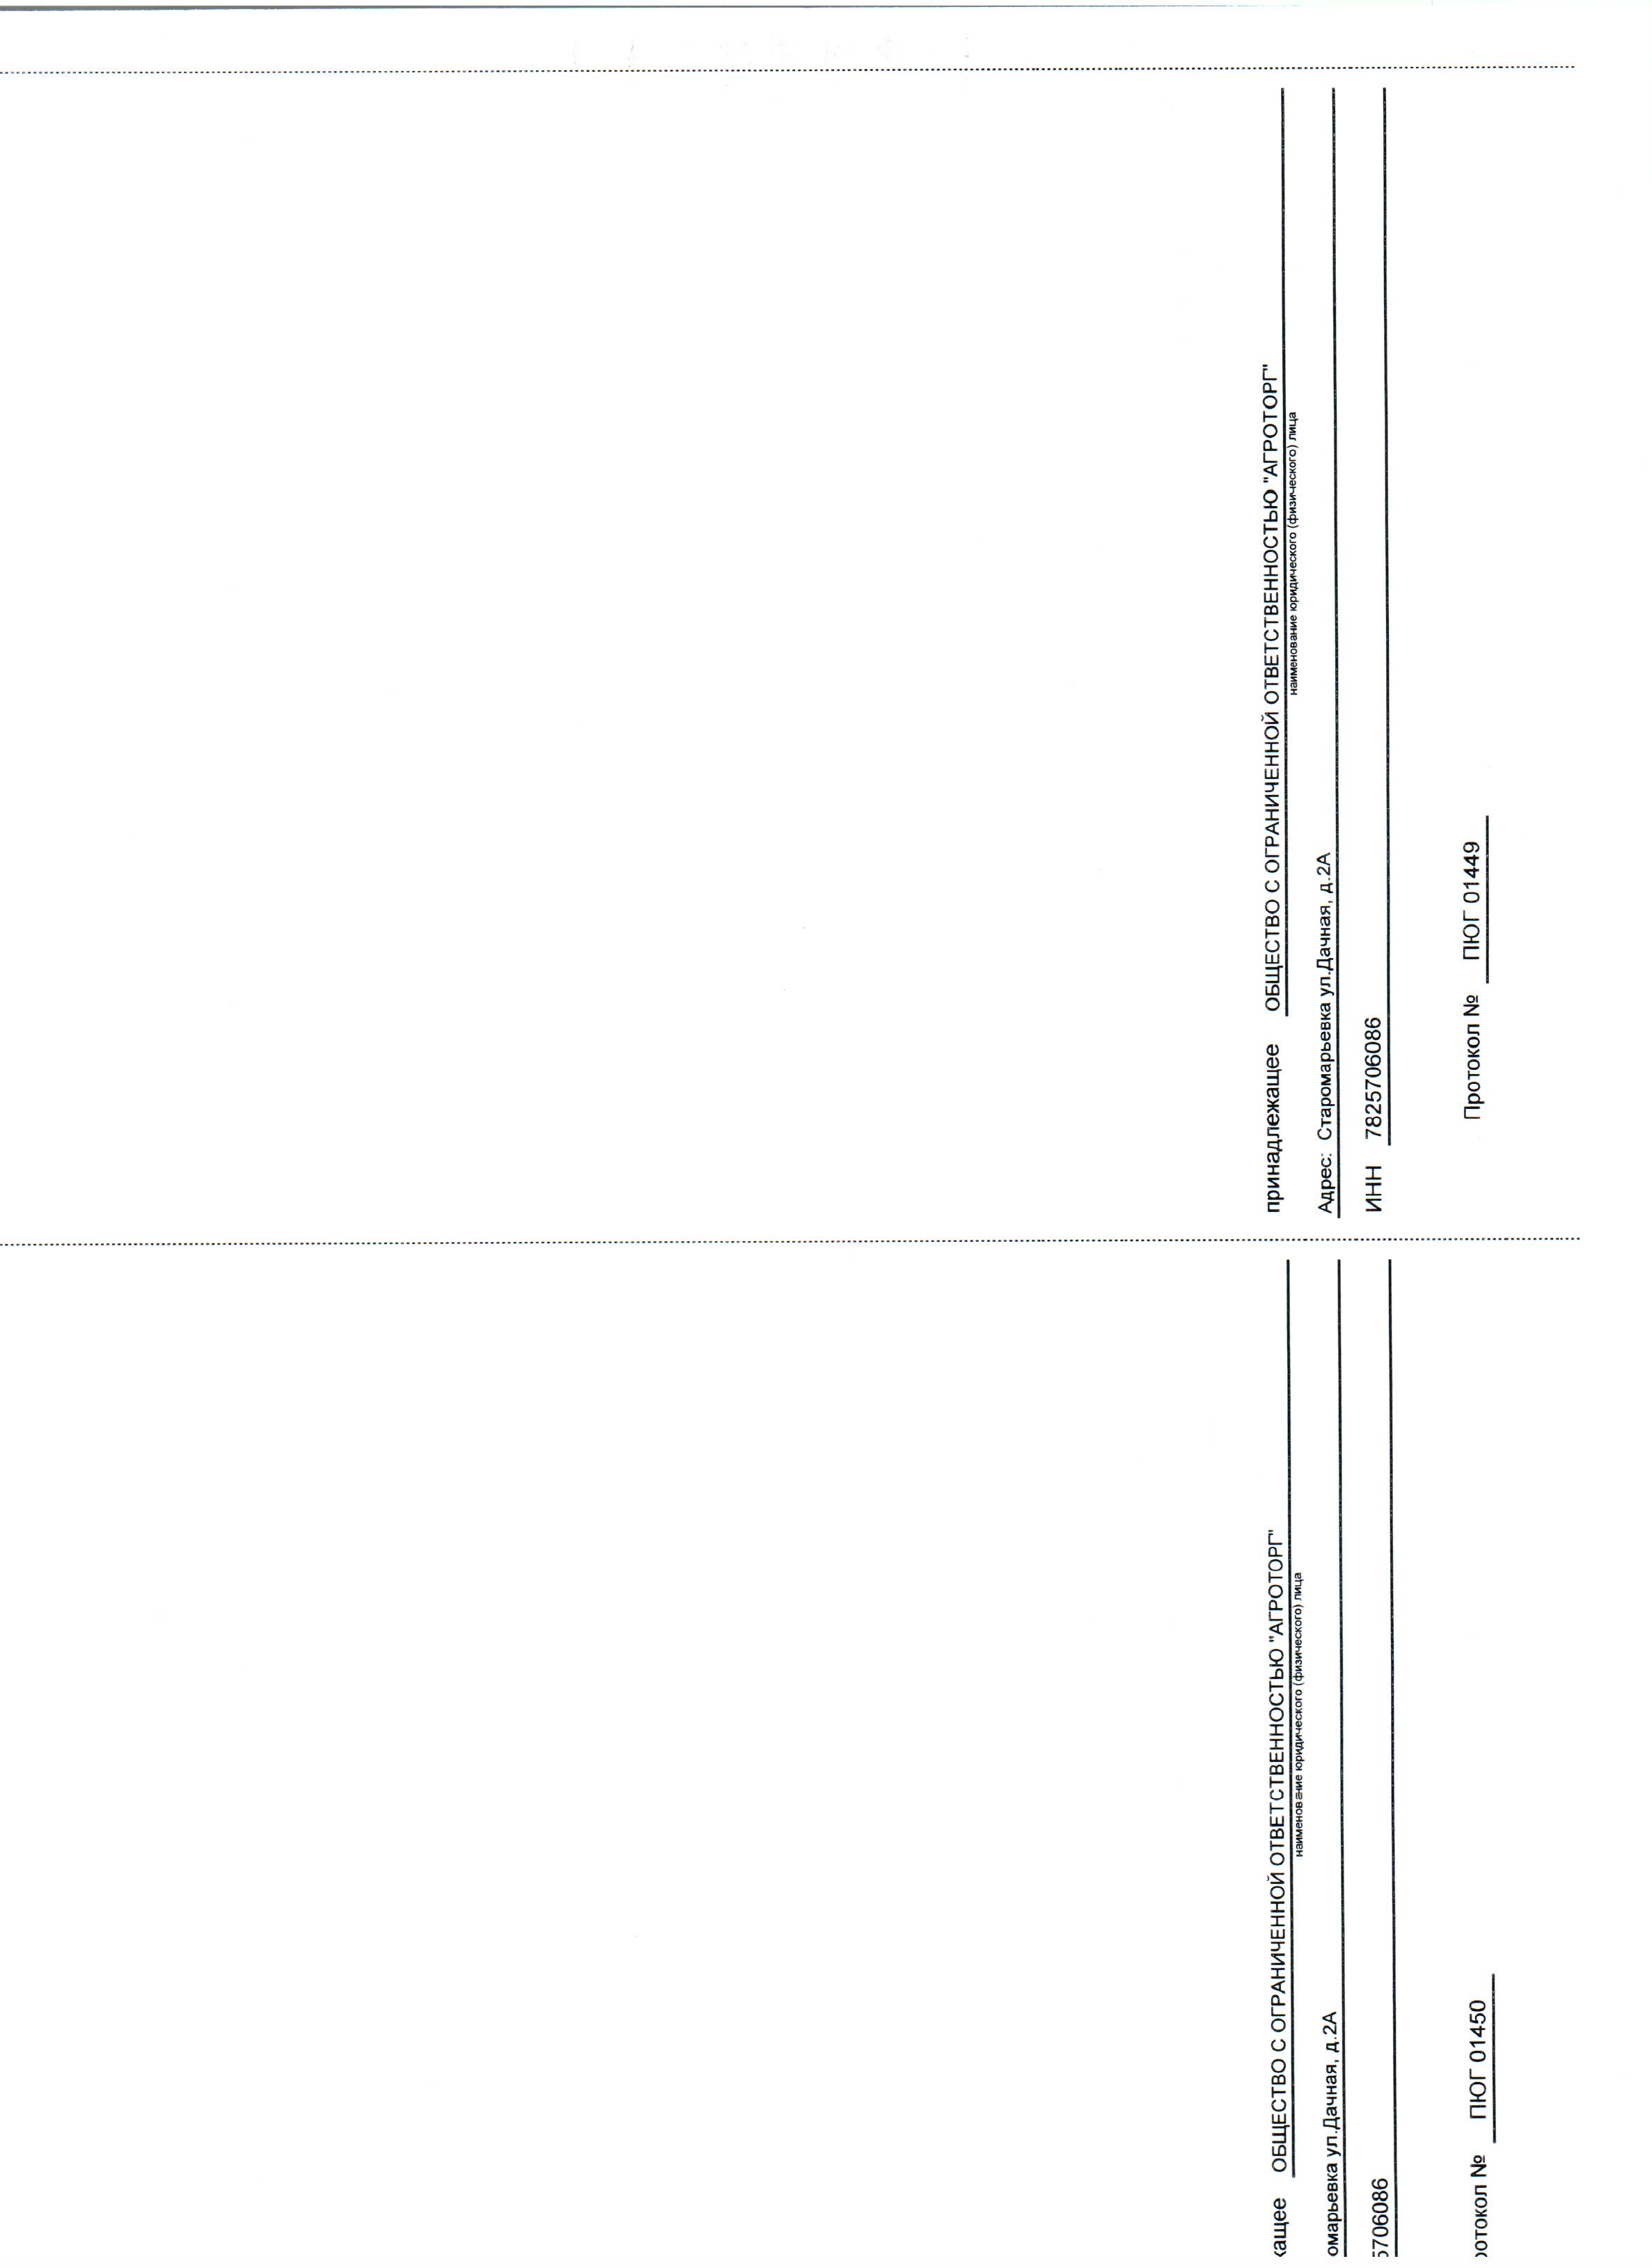 кащее ОБЩЕСТВО С ОГРАНИЧЕННОЙ ОТВЕТСТВЕННОСТЬЮ "АГРОТОРГ"
наименование юридического (физического) лица
омарьевка ул.Дачная, д.2А
5706086
ротокол № ПЮГ 01450
принадлежащее ОБЩЕСТВО С ОГРАНИЧЕННОЙ ОТВЕТСТВЕННОСТЬЮ "АГРОТОРГ"
наименование юридического (физического) лица
Адрес: Старомарьевка ул.Дачная, д.2А
ИНН 7825706086
Протокол № ПЮГ 01449